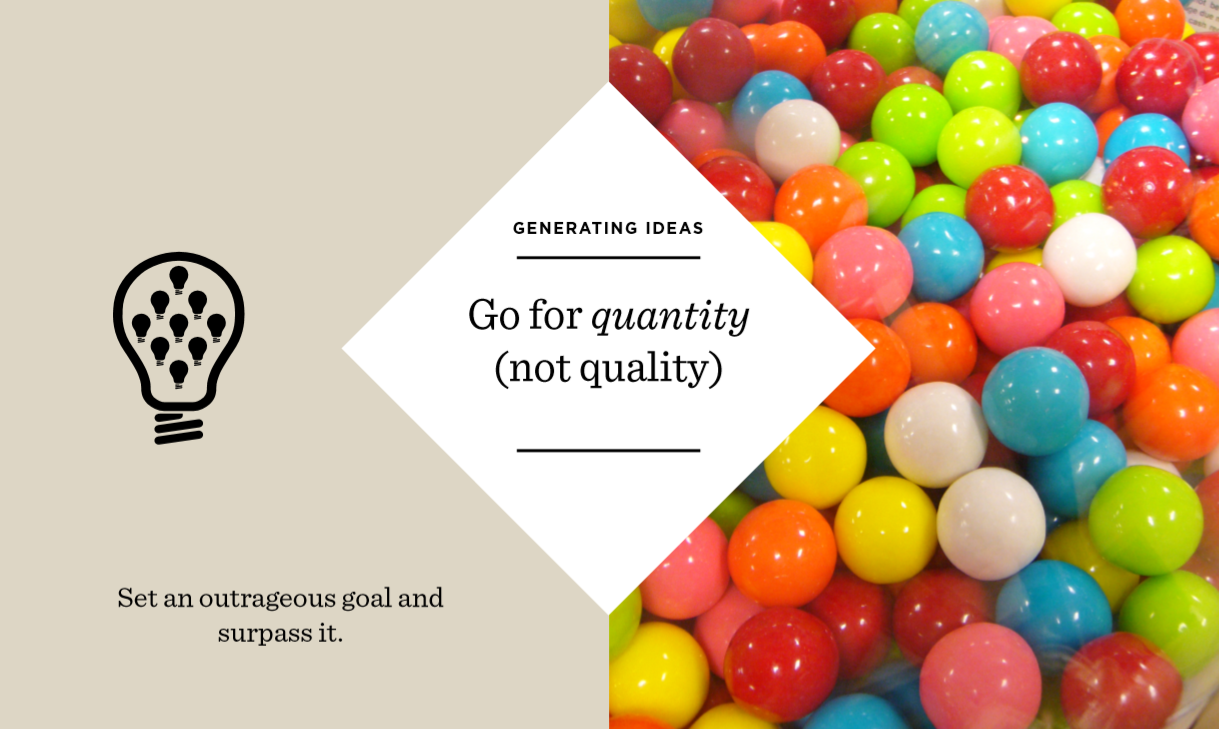 GENERATING IDEAS
Go for quantity
(not quality)
Set an outrageous goal and
surpass it.